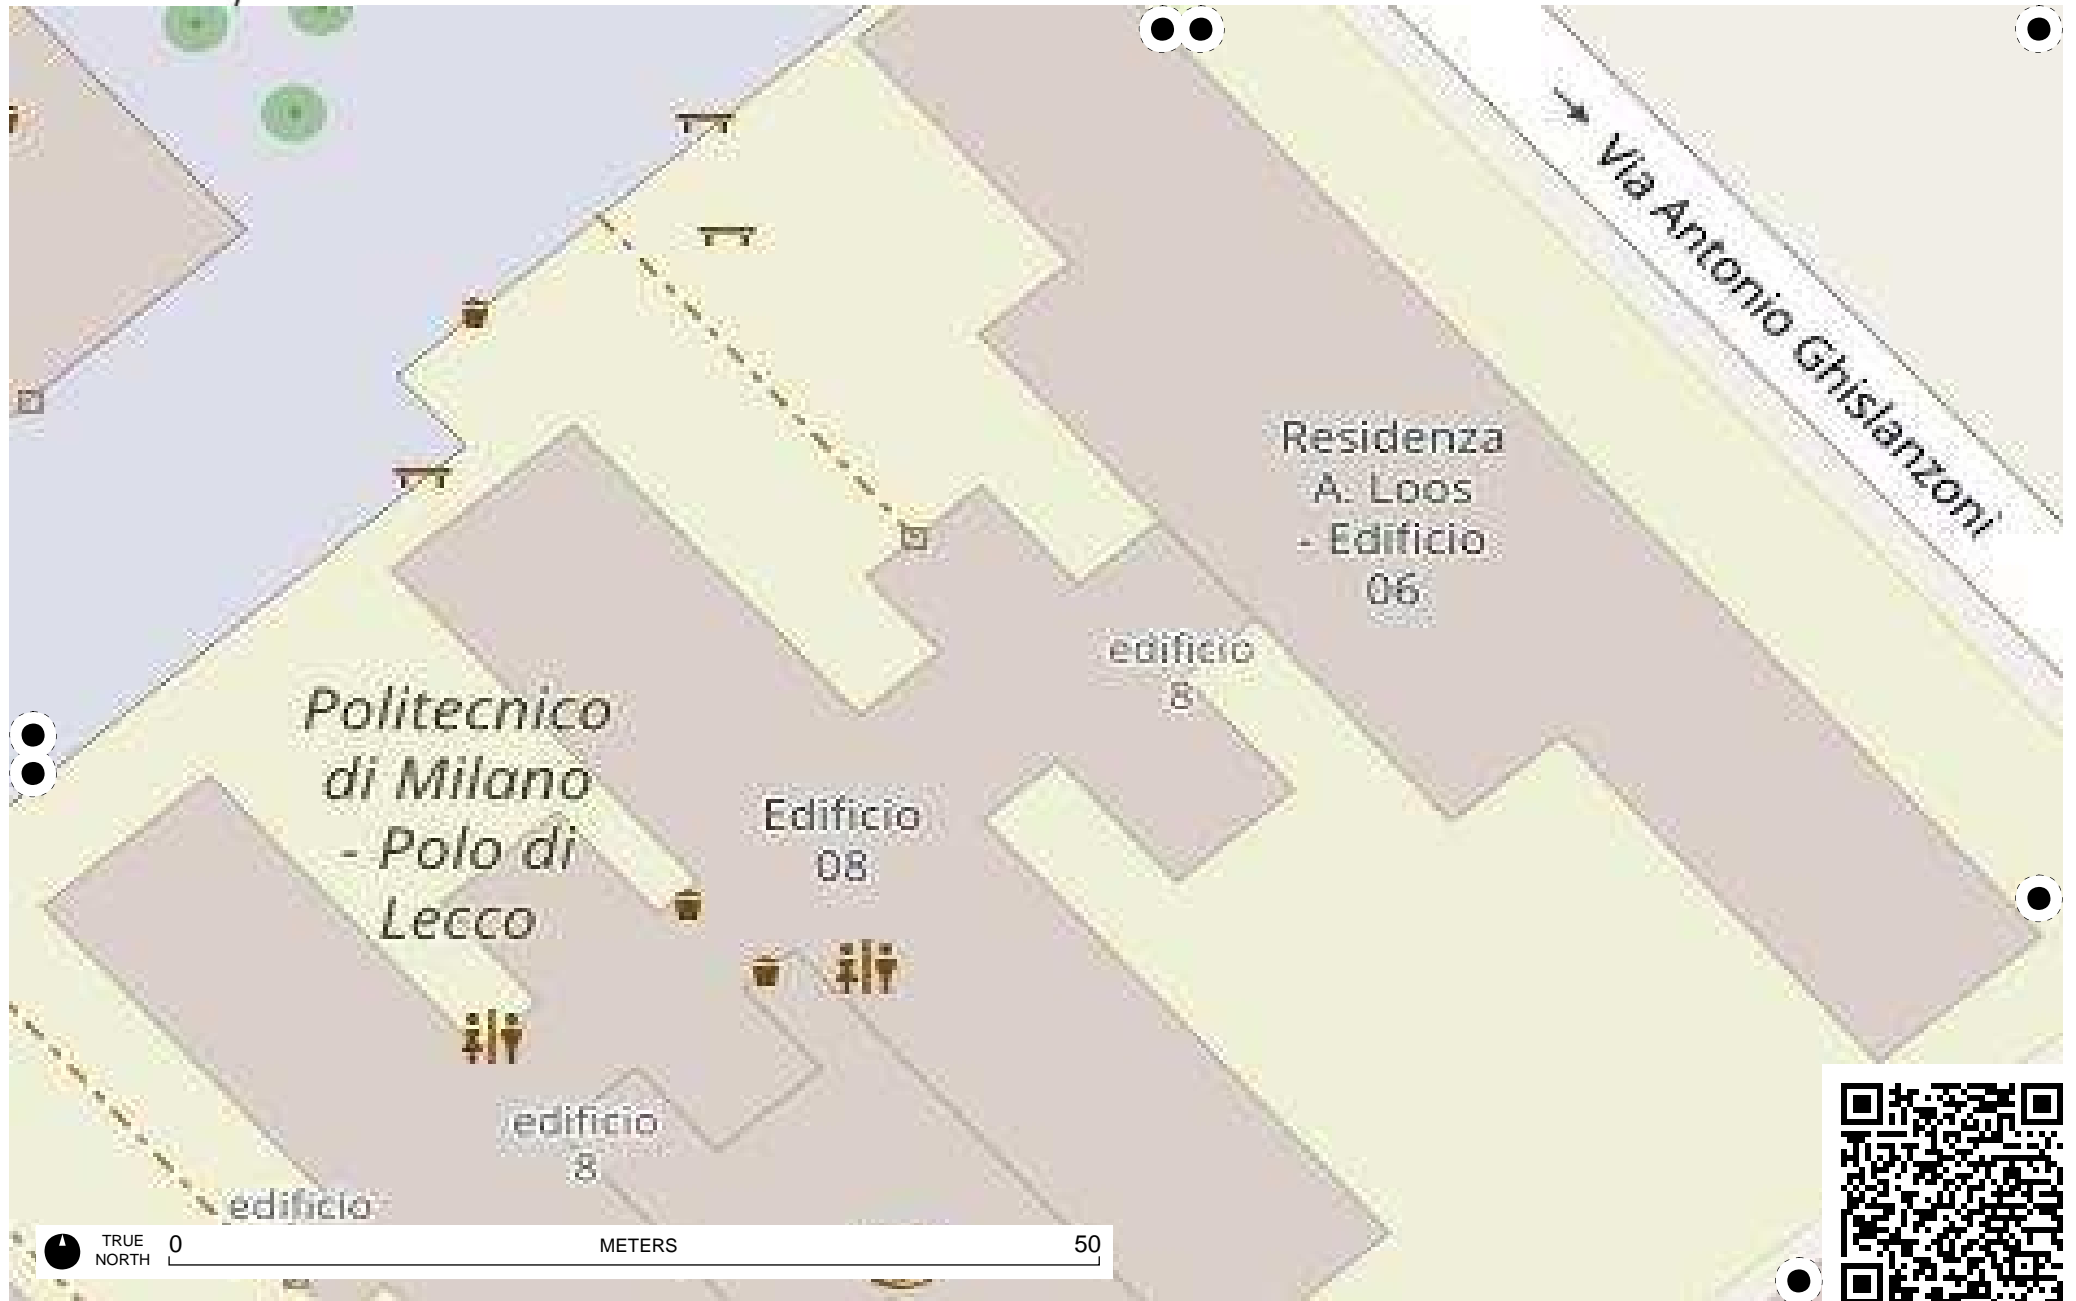 Via Antonio Ghislanzoni
Residenza
A. Loos
- Edificio
06
edificio
8
Politecnico
di Milano
- Polo di
Lecco
Edificio
08
edificio
8
edificio
TRUE
NORTH
0
METERS
50